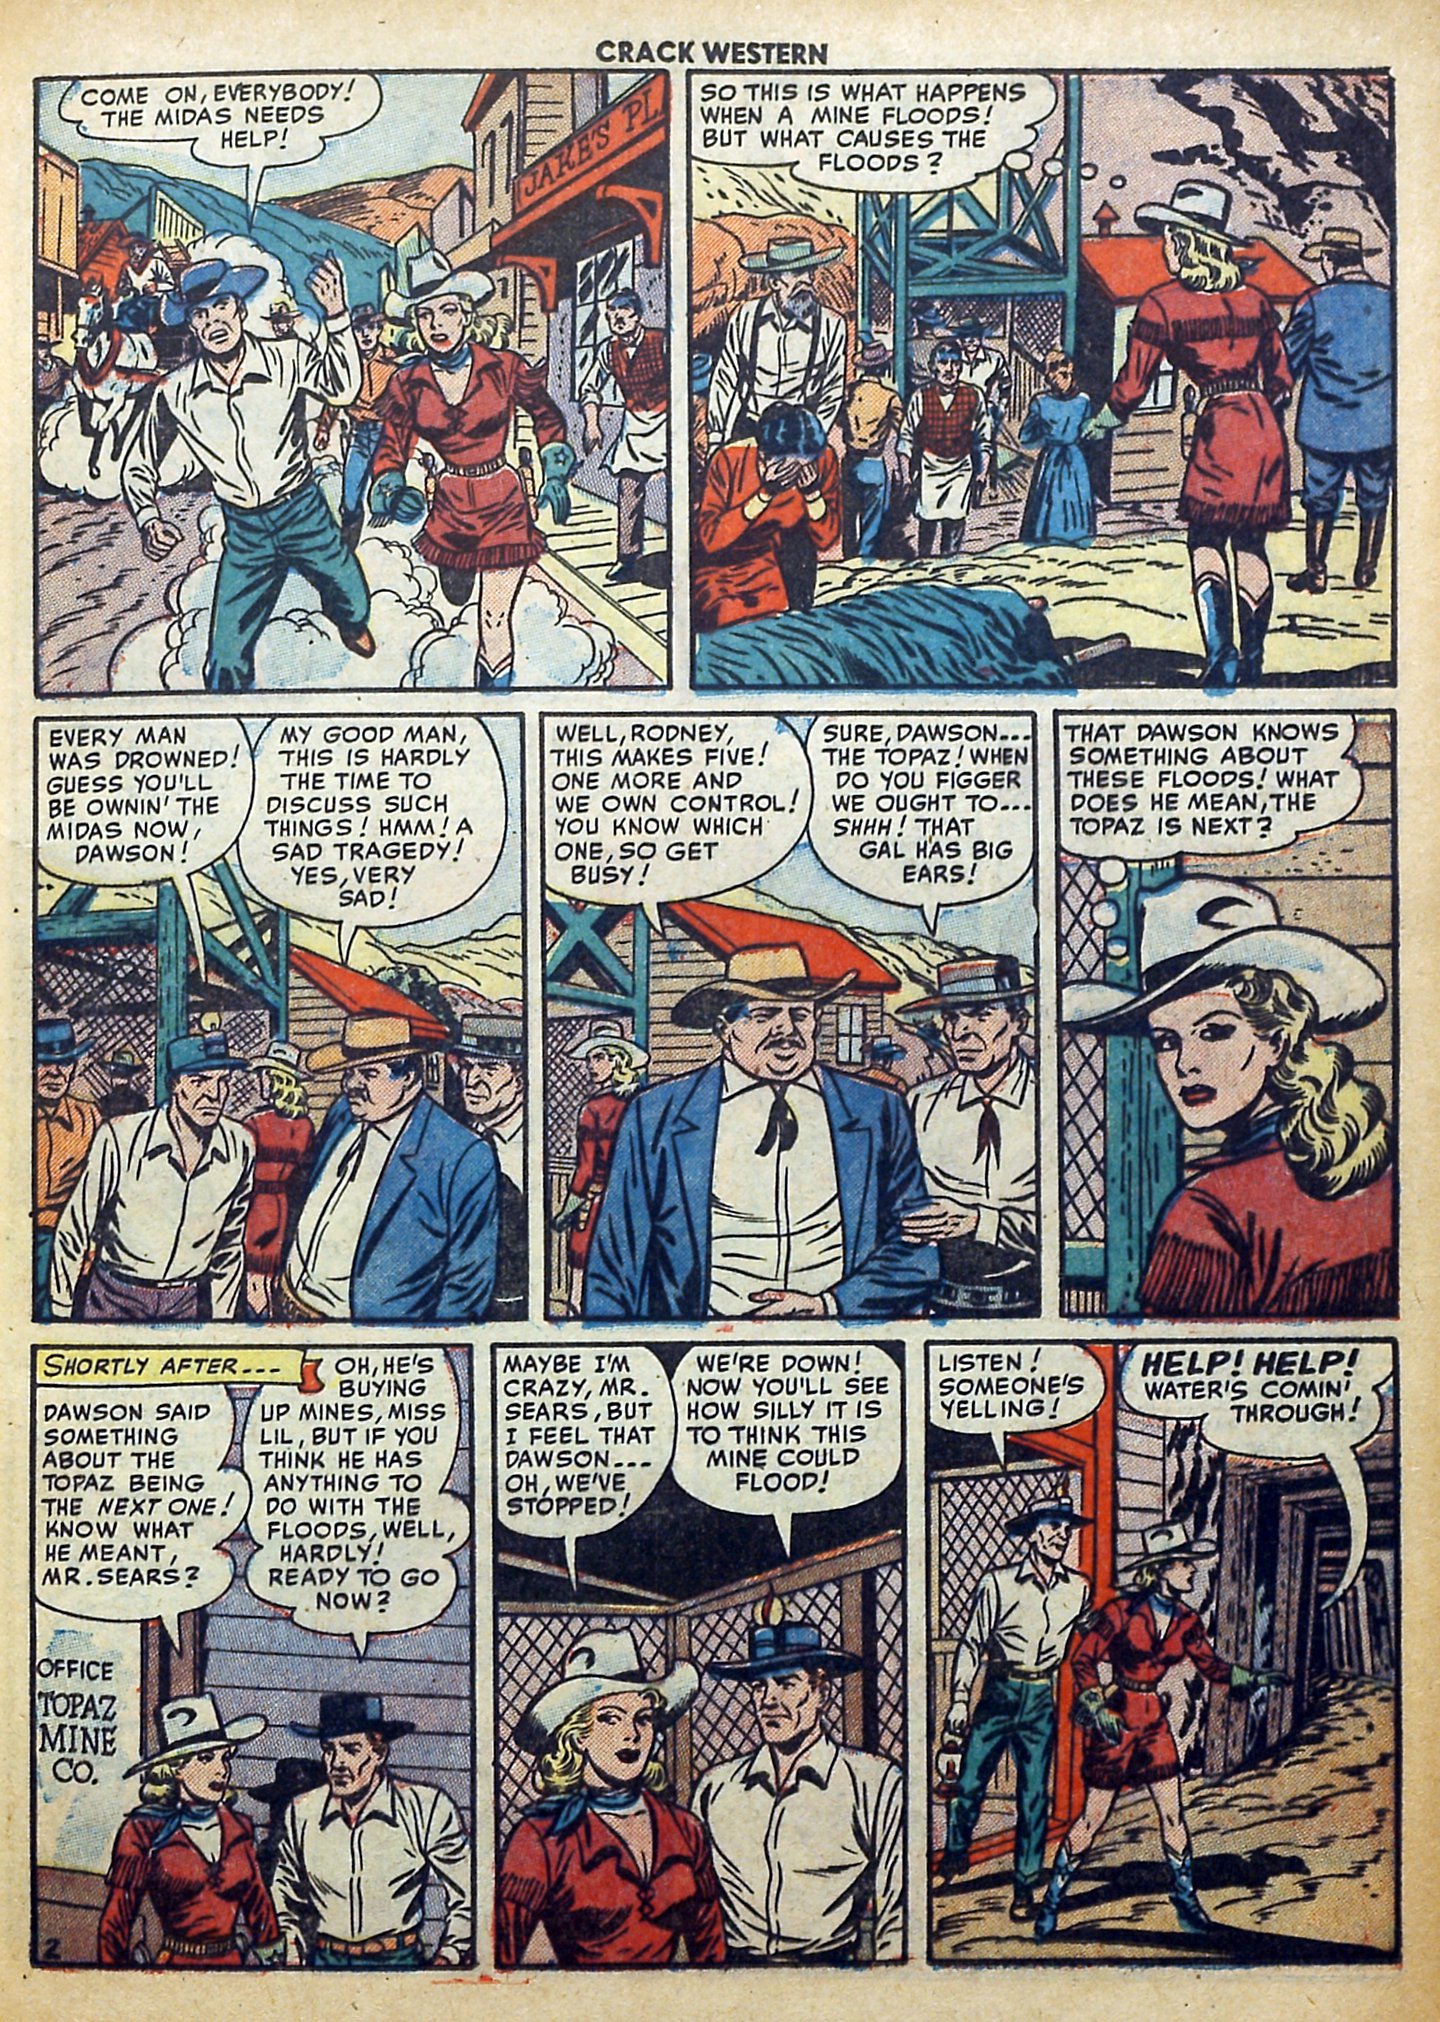 CRACK WESTERN
COME ON, EVERYBODY!
THE MIDAS NEEDS
HELP!
JAKE'S PL
SO THIS IS WHAT HAPPENS
WHEN A MINE FLOODS!
BUT WHAT CAUSES THE
FLOODS?
EVERY MAN
WAS DROWNED!
GUESS YOU'LL
BE OWNIN' THE
MIDAS NOW,
DAWSON!
MY GOOD MAN,
THIS IS HARDLY
THE TIME TO
DISCUSS SUCH
THINGS! HMM! A
SAD TRAGEDY!
YES, VERY
SAD!
WELL, RODNEY,
THIS MAKES FIVE!
ONE MORE AND
WE OWN CONTROL!
YOU KNOW WHICH
ONE, SO GET
BUSY!
SURE, DAWSON...
THE TOPAZ! WHEN
DO YOU FIGGER
WE OUGHT TO...
SHHH! THAT
GAL HAS BIG
EARS!
THAT DAWSON KNOWS
SOMETHING ABOUT
THESE FLOODS! WHAT
DOES HE MEAN, THE
TOPAZ IS NEXT?
SHORTLY AFTER...
DAWSON SAID
SOMETHING
ABOUT THE
TOPAZ BEING
THE NEXT ONE!
KNOW WHAT
HE MEANT,
MR. SEARS?
OH, HE'S
BUYING
UP MINES, MISS
LIL, BUT IF YOU
THINK HE HAS
ANYTHING TO
DO WITH THE
FLOODS, WELL,
HARDLY!
READY TO GO
NOW?
OFFICE
TOPAZ
MINE
CO.
2
MAYBE I'M
CRAZY, MR.
SEARS, BUT
I FEEL THAT
DAWSON...
OH, WE'VE
STOPPED!
WE'RE DOWN!
NOW YOU'LL SEE
HOW SILLY IT IS
TO THINK THIS
MINE COULD
FLOOD!
LISTEN!
SOMEONE'S
YELLING!
HELP! HELP!
WATER'S COMIN'
THROUGH!